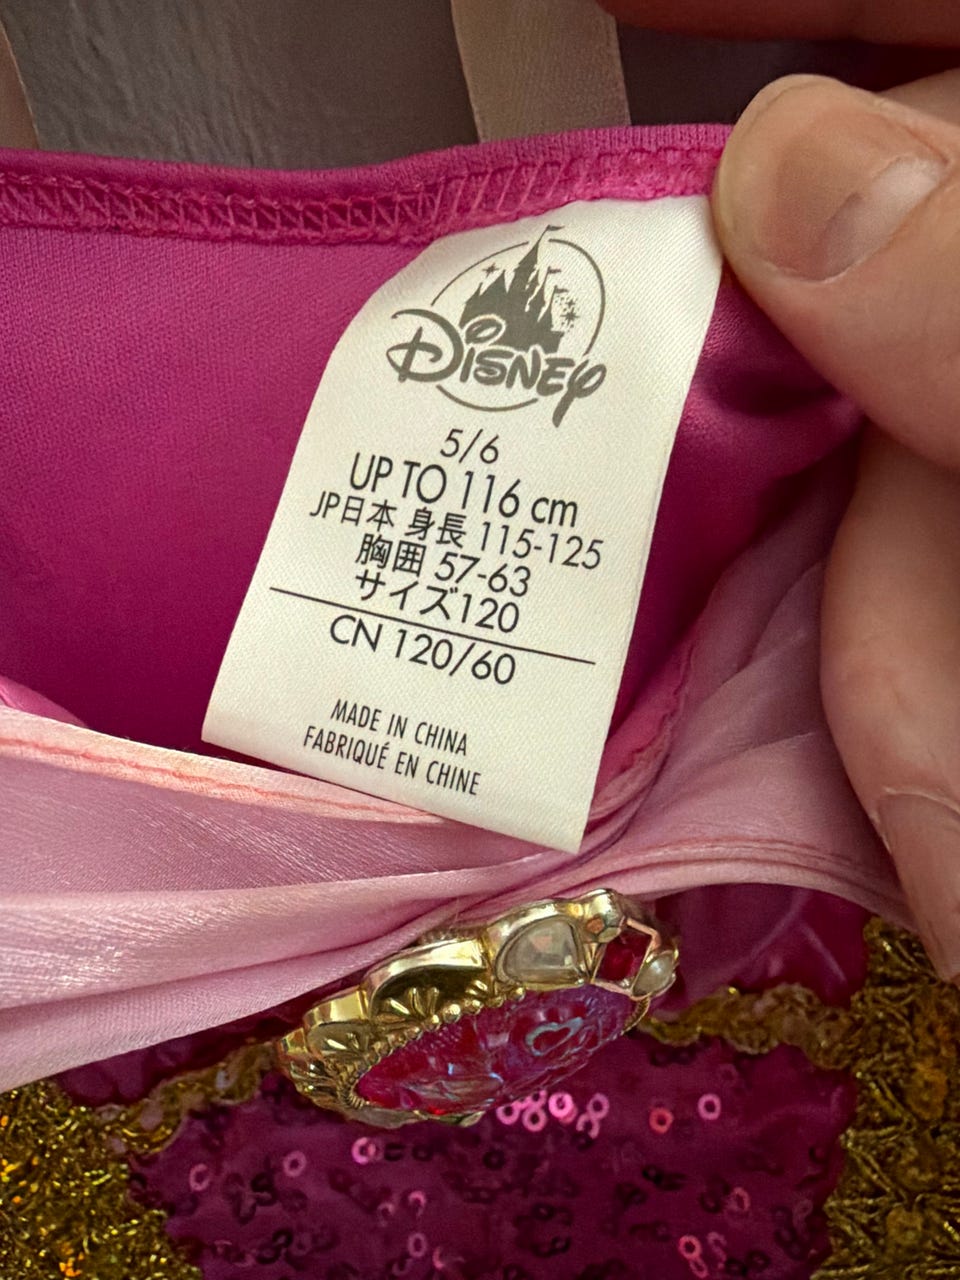 Disney
5/6
UP TO 116 cm
JP日本 身長 115-125
胸囲 57-63
サイズ120
CN 120/60
MADE IN CHINA
FABRIQUÉ EN CHINE